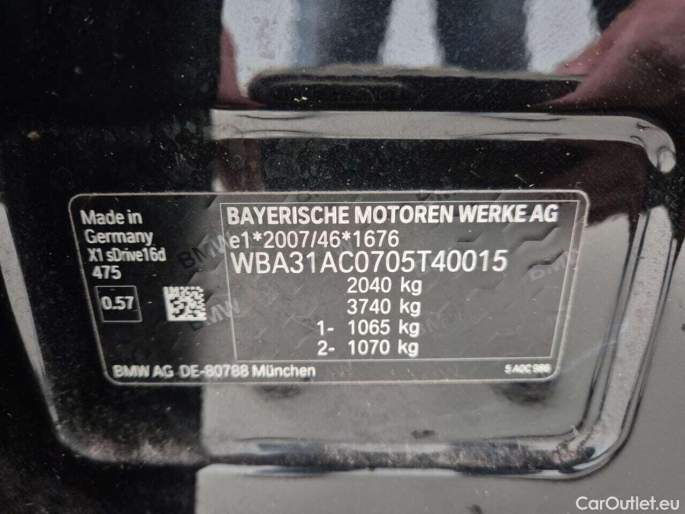 Made in
Germany
X1 sDrive16d
475
0.57
BAYERISCHE MOTOREN WERKE AG
e1*2007/46*1676
WBA31AC0705T40015
2040 kg
3740 kg
1- 1065 kg
2- 1070 kg
BMW AG DE-80788 München
CarOutlet.eu